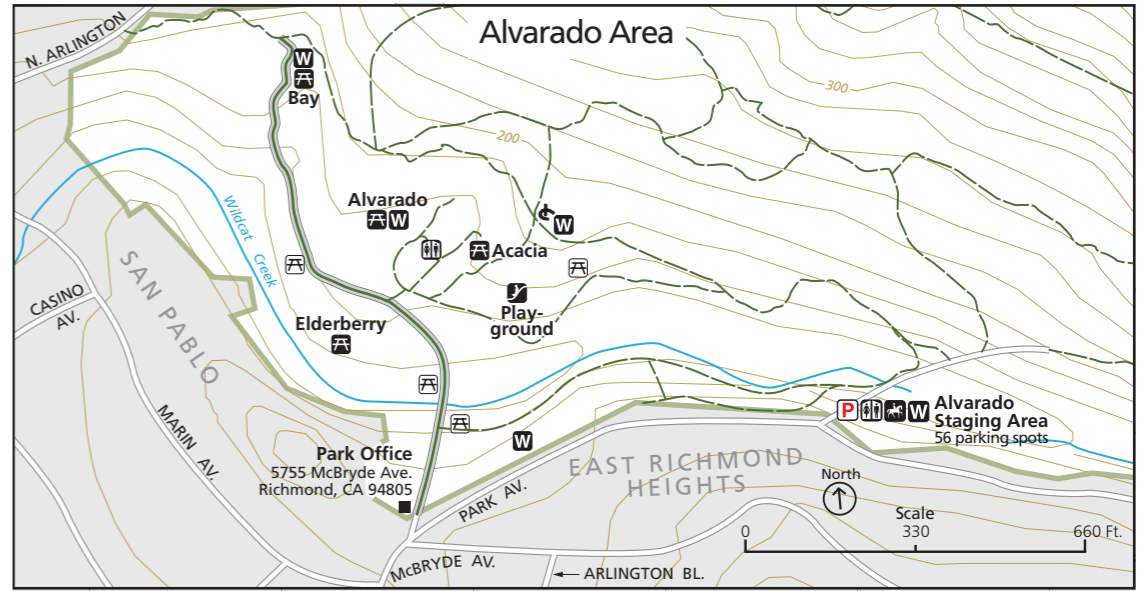 Alvarado Area
N. ARLINGTON
W
Bay
300
200
Alvarado
W
W
Acacia
Wildcat Creek
Play-
ground
CASINO
AV.
SAN PABLO
Elderberry
MARIN AV.
P
W
Alvarado
Staging Area
56 parking spots
W
Park Office
5755 McBryde Ave.
Richmond, CA 94805
EAST RICHMOND
HEIGHTS
PARK AV.
North
Scale
0 330 660 Ft.
McBRYDE AV.
ARLINGTON BL.